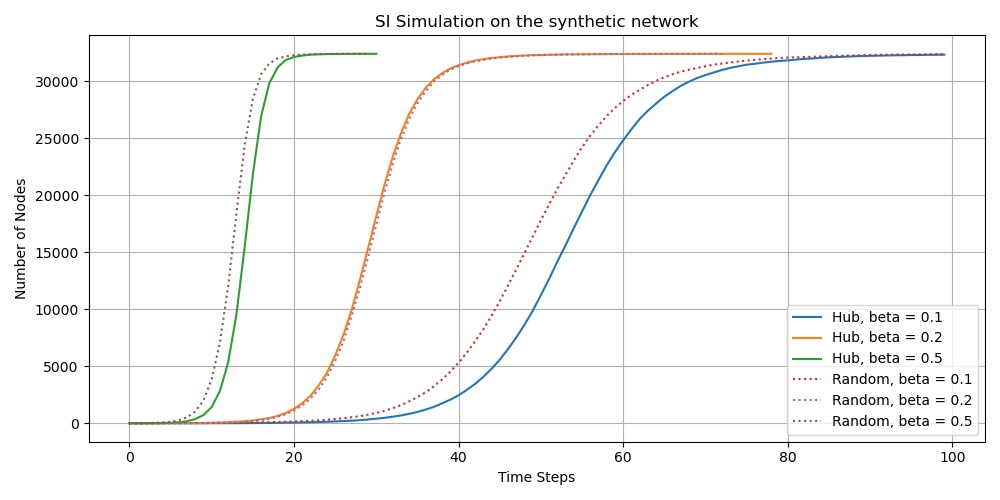 SI Simulation on the synthetic network
Number of Nodes
30000
25000
20000
15000
10000
5000
0
0 20 40 60 80 100
Time Steps
Hub, beta = 0.1
Hub, beta = 0.2
Hub, beta = 0.5
Random, beta = 0.1
Random, beta = 0.2
Random, beta = 0.5